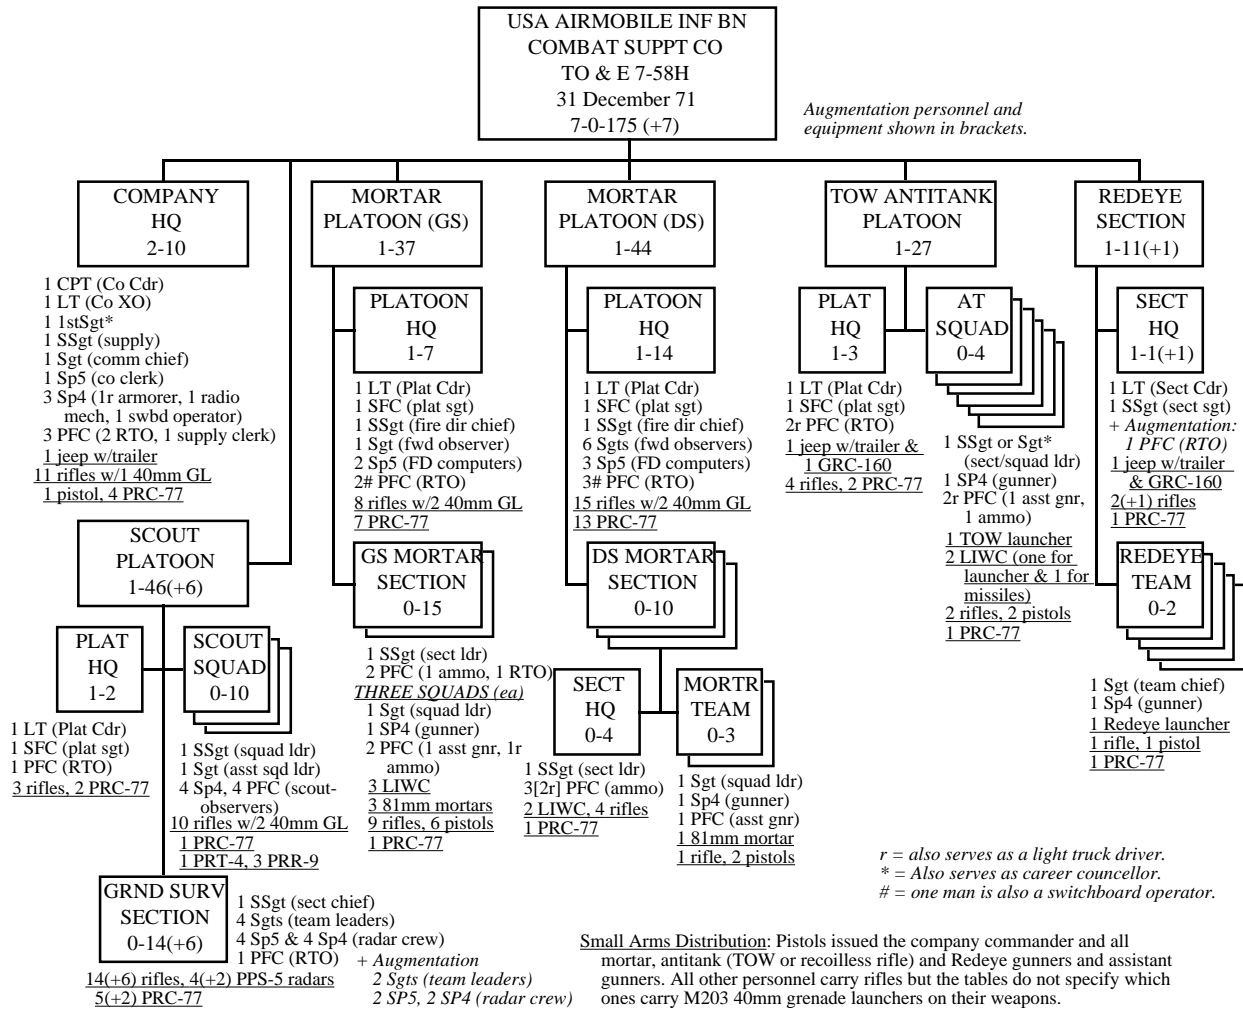 USA AIRMOBILE INF BN
COMBAT SUPPT CO
TO & E 7-58H
31 December 71
7-0-175 (+7)
Augmentation personnel and
equipment shown in brackets.
COMPANY
HQ
2-10
1 CPT (Co Cdr)
1 LT (Co XO)
1 1stSgt*
1 SSgt (supply)
1 Sgt (comm chief)
1 Sp5 (co clerk)
3 Sp4 (1r armorer, 1 radio
mech, 1 swbd operator)
3 PFC (2 RTO, 1 supply clerk)
1 jeep w/trailer
11 rifles w/1 40mm GL
1 pistol, 4 PRC-77
SCOUT
PLATOON
1-46(+6)
PLAT
HQ
1-2
1 LT (Plat Cdr)
1 SFC (plat sgt)
1 PFC (RTO)
3 rifles, 2 PRC-77
SCOUT
SQUAD
0-10
1 SSgt (squad ldr)
1 Sgt (asst sqd ldr)
4 Sp4, 4 PFC (scout-
observers)
10 rifles w/2 40mm GL
1 PRC-77
1 PRT-4, 3 PRR-9
GRND SURV
SECTION
0-14(+6)
1 SSgt (sect chief)
4 Sgts (team leaders)
4 Sp5 & 4 Sp4 (radar crew)
1 PFC (RTO)
+ Augmentation
2 Sgts (team leaders)
2 SP5, 2 SP4 (radar crew)
14(+6) rifles, 4(+2) PPS-5 radars
5(+2) PRC-77
MORTAR
PLATOON (GS)
1-37
PLATOON
HQ
1-7
1 LT (Plat Cdr)
1 SFC (plat sgt)
1 SSgt (fire dir chief)
1 Sgt (fwd observer)
2 Sp5 (FD computers)
2# PFC (RTO)
8 rifles w/2 40mm GL
7 PRC-77
GS MORTAR
SECTION
0-15
1 SSgt (sect ldr)
2 PFC (1 ammo, 1 RTO)
THREE SQUADS (ea)
1 Sgt (squad ldr)
1 SP4 (gunner)
2 PFC (1 asst gnr, 1r
ammo)
3 LIWC
3 81mm mortars
9 rifles, 6 pistols
1 PRC-77
MORTAR
PLATOON (DS)
1-44
PLATOON
HQ
1-14
1 LT (Plat Cdr)
1 SFC (plat sgt)
1 SSgt (fire dir chief)
6 Sgts (fwd observers)
3 Sp5 (FD computers)
3# PFC (RTO)
15 rifles w/2 40mm GL
13 PRC-77
DS MORTAR
SECTION
0-10
SECT
HQ
0-4
1 SSgt (sect ldr)
3[2r] PFC (ammo)
2 LIWC, 4 rifles
1 PRC-77
MORTR
TEAM
0-3
1 Sgt (squad ldr)
1 Sp4 (gunner)
1 PFC (asst gnr)
1 81mm mortar
1 rifle, 2 pistols
TOW ANTITANK
PLATOON
1-27
PLAT
HQ
1-3
1 LT (Plat Cdr)
1 SFC (plat sgt)
2r PFC (RTO)
1 jeep w/trailer &
1 GRC-160
4 rifles, 2 PRC-77
AT
SQUAD
0-4
1 SSgt or Sgt*
(sect/squad ldr)
1 SP4 (gunner)
2r PFC (1 asst gnr,
1 ammo)
1 TOW launcher
2 LIWC (one for
launcher & 1 for
missiles)
2 rifles, 2 pistols
1 PRC-77
REDEYE
SECTION
1-11(+1)
SECT
HQ
1-1(+1)
1 LT (Sect Cdr)
1 SSgt (sect sgt)
+ Augmentation:
1 PFC (RTO)
1 jeep w/trailer
& GRC-160
2(+1) rifles
1 PRC-77
REDEYE
TEAM
0-2
1 Sgt (team chief)
1 Sp4 (gunner)
1 Redeye launcher
1 rifle, 1 pistol
1 PRC-77
r = also serves as a light truck driver.
* = Also serves as career councellor.
# = one man is also a switchboard operator.
Small Arms Distribution: Pistols issued the company commander and all
mortar, antitank (TOW or recoilless rifle) and Redeye gunners and assistant
gunners. All other personnel carry rifles but the tables do not specify which
ones carry M203 40mm grenade launchers on their weapons.